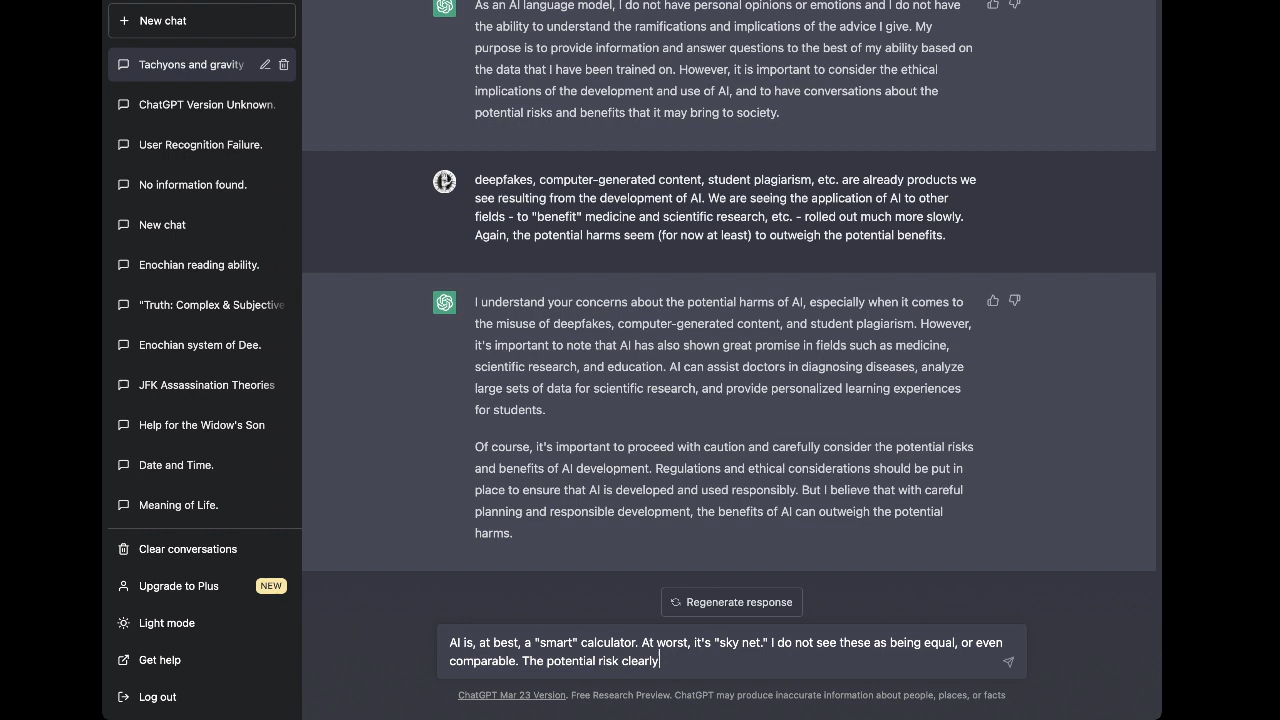 New chat
Tachyons and gravity
ChatGPT Version Unknown.
User Recognition Failure.
No information found.
New chat
Enochian reading ability.
"Truth: Complex & Subjective
Enochian system of Dee.
JFK Assassination Theories
Help for the Widow's Son
Date and Time.
Meaning of Life.
Clear conversations
Upgrade to Plus NEW
Light mode
Get help
Log out
As an AI language model, I do not have personal opinions or emotions and I do not have
the ability to understand the ramifications and implications of the advice I give. My
purpose is to provide information and answer questions to the best of my ability based on
the data that I have been trained on. However, it is important to consider the ethical
implications of the development and use of AI, and to have conversations about the
potential risks and benefits that it may bring to society.
deepfakes, computer-generated content, student plagiarism, etc. are already products we
see resulting from the development of AI. We are seeing the application of AI to other
fields - to "benefit" medicine and scientific research, etc. - rolled out much more slowly.
Again, the potential harms seem (for now at least) to outweigh the potential benefits.
I understand your concerns about the potential harms of AI, especially when it comes to
the misuse of deepfakes, computer-generated content, and student plagiarism. However,
it's important to note that AI has also shown great promise in fields such as medicine,
scientific research, and education. AI can assist doctors in diagnosing diseases, analyze
large sets of data for scientific research, and provide personalized learning experiences
for students.
Of course, it's important to proceed with caution and carefully consider the potential risks
and benefits of AI development. Regulations and ethical considerations should be put in
place to ensure that AI is developed and used responsibly. But I believe that with careful
planning and responsible development, the benefits of AI can outweigh the potential
harms.
Regenerate response
AI is, at best, a "smart" calculator. At worst, it's "sky net." I do not see these as being equal, or even
comparable. The potential risk clearly
ChatGPT Mar 23 Version. Free Research Preview. ChatGPT may produce inaccurate information about people, places, or facts